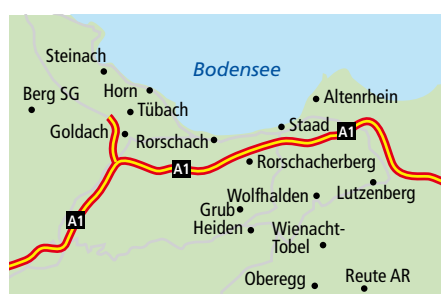 Steinach
Bodensee
Berg SG
Horn
Altenrhein
Tübach
Goldach
Rorschach
Staad
A1
A1
Rorschacherberg
Wolfhalden
Lutzenberg
Grub
A1
Heiden
Wienacht-
Tobel
Oberegg
Reute AR